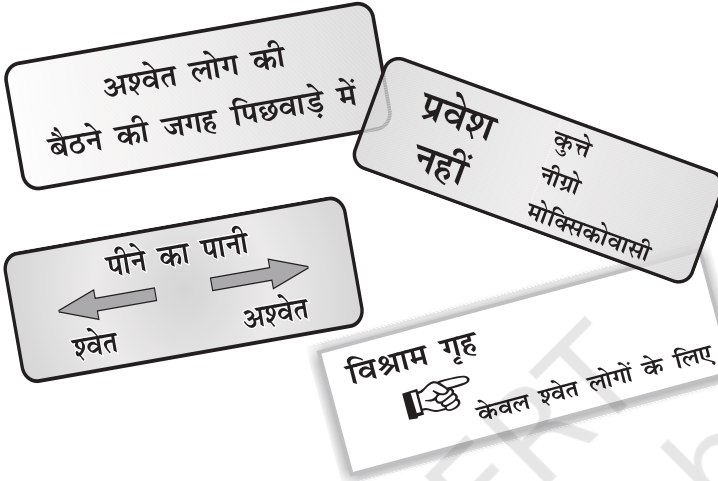 अश्वेत लोग की
बैठने की जगह पिछवाड़े में
प्रवेश
नहीं
कुत्ते
नीग्रो
मोक्सिकोवासी
पीने का पानी
श्वेत
अश्वेत
विश्राम गृह
केवल श्वेत लोगों के लिए